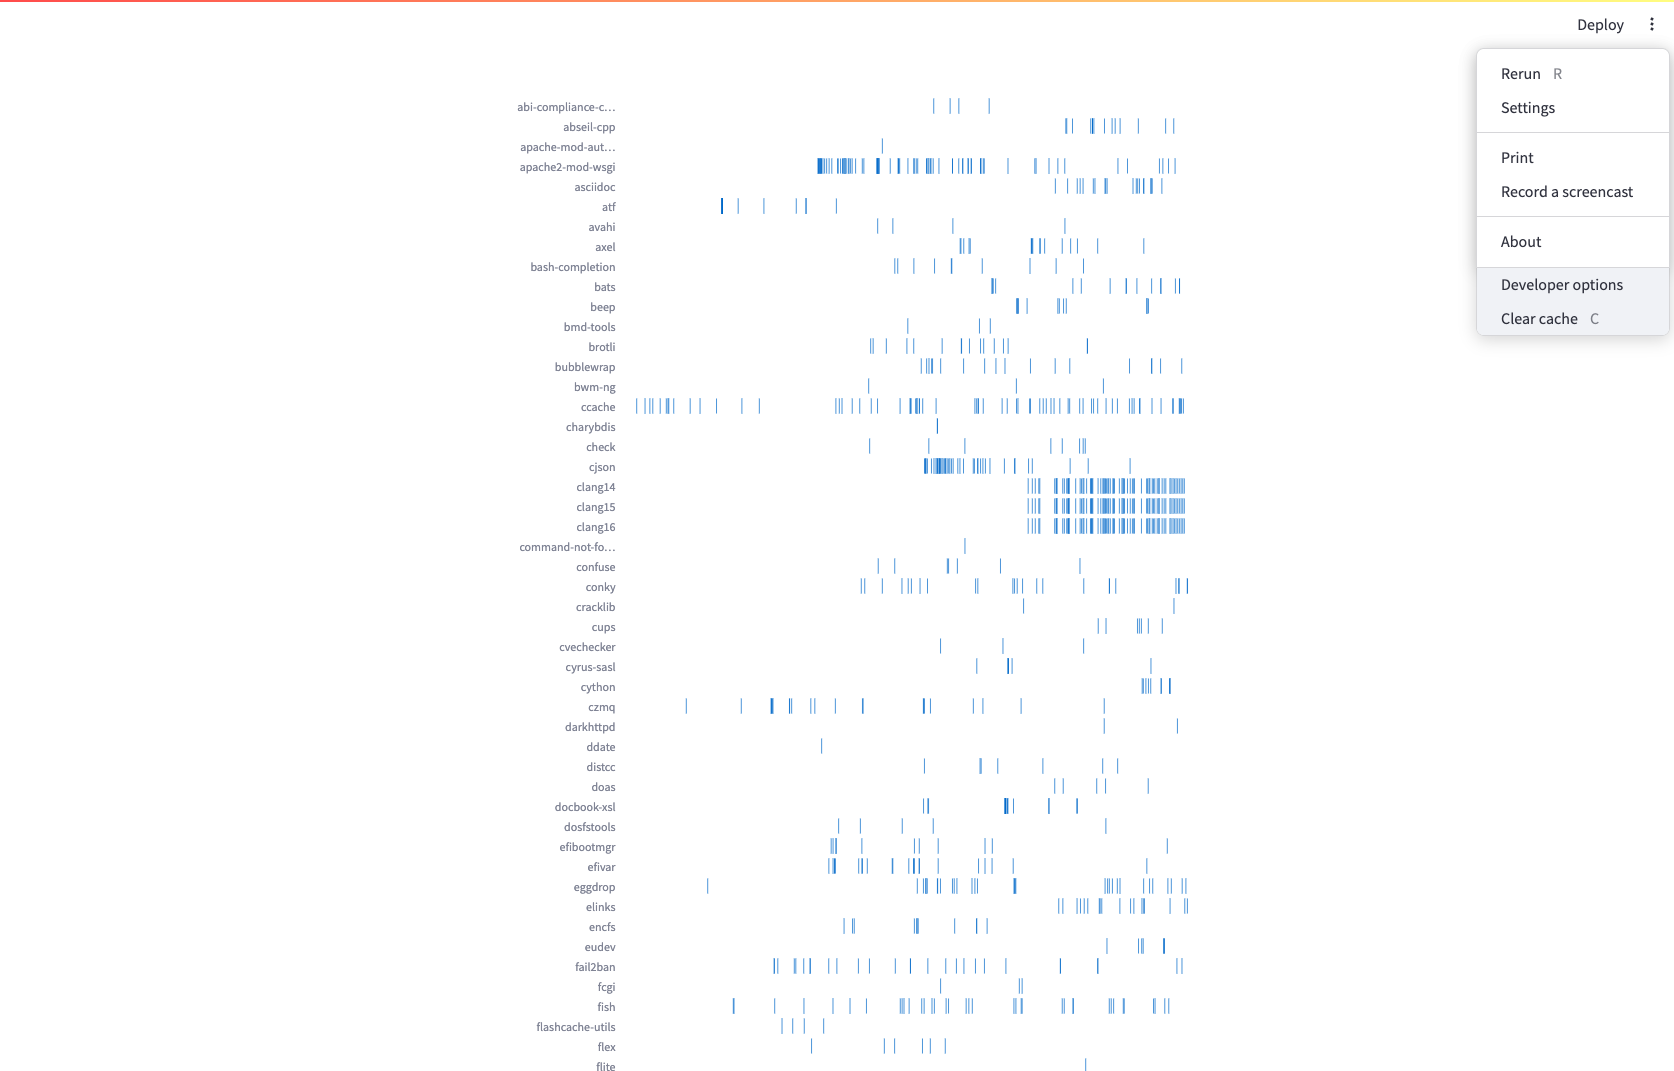 Deploy
Rerun R
Settings
Print
Record a screencast
About
Developer options
Clear cache C
abi-compliance-c…
abseil-cpp
apache-mod-aut…
apache2-mod-wsgi
asciidoc
atf
avahi
axel
bash-completion
bats
beep
bmd-tools
brotli
bubblewrap
bwm-ng
ccache
charybdis
check
cjson
clang14
clang15
clang16
command-not-fo…
confuse
conky
cracklib
cups
cvechecker
cyrus-sasl
cython
czmq
darkhttpd
ddate
distcc
doas
docbook-xsl
dosfstools
efibootmgr
efivar
eggdrop
elinks
encfs
eudev
fail2ban
fcgi
fish
flashcache-utils
flex
flite